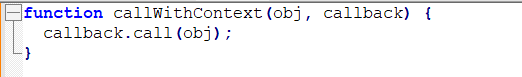 function callWithContext(obj, callback) {
  callback.call(obj);
}